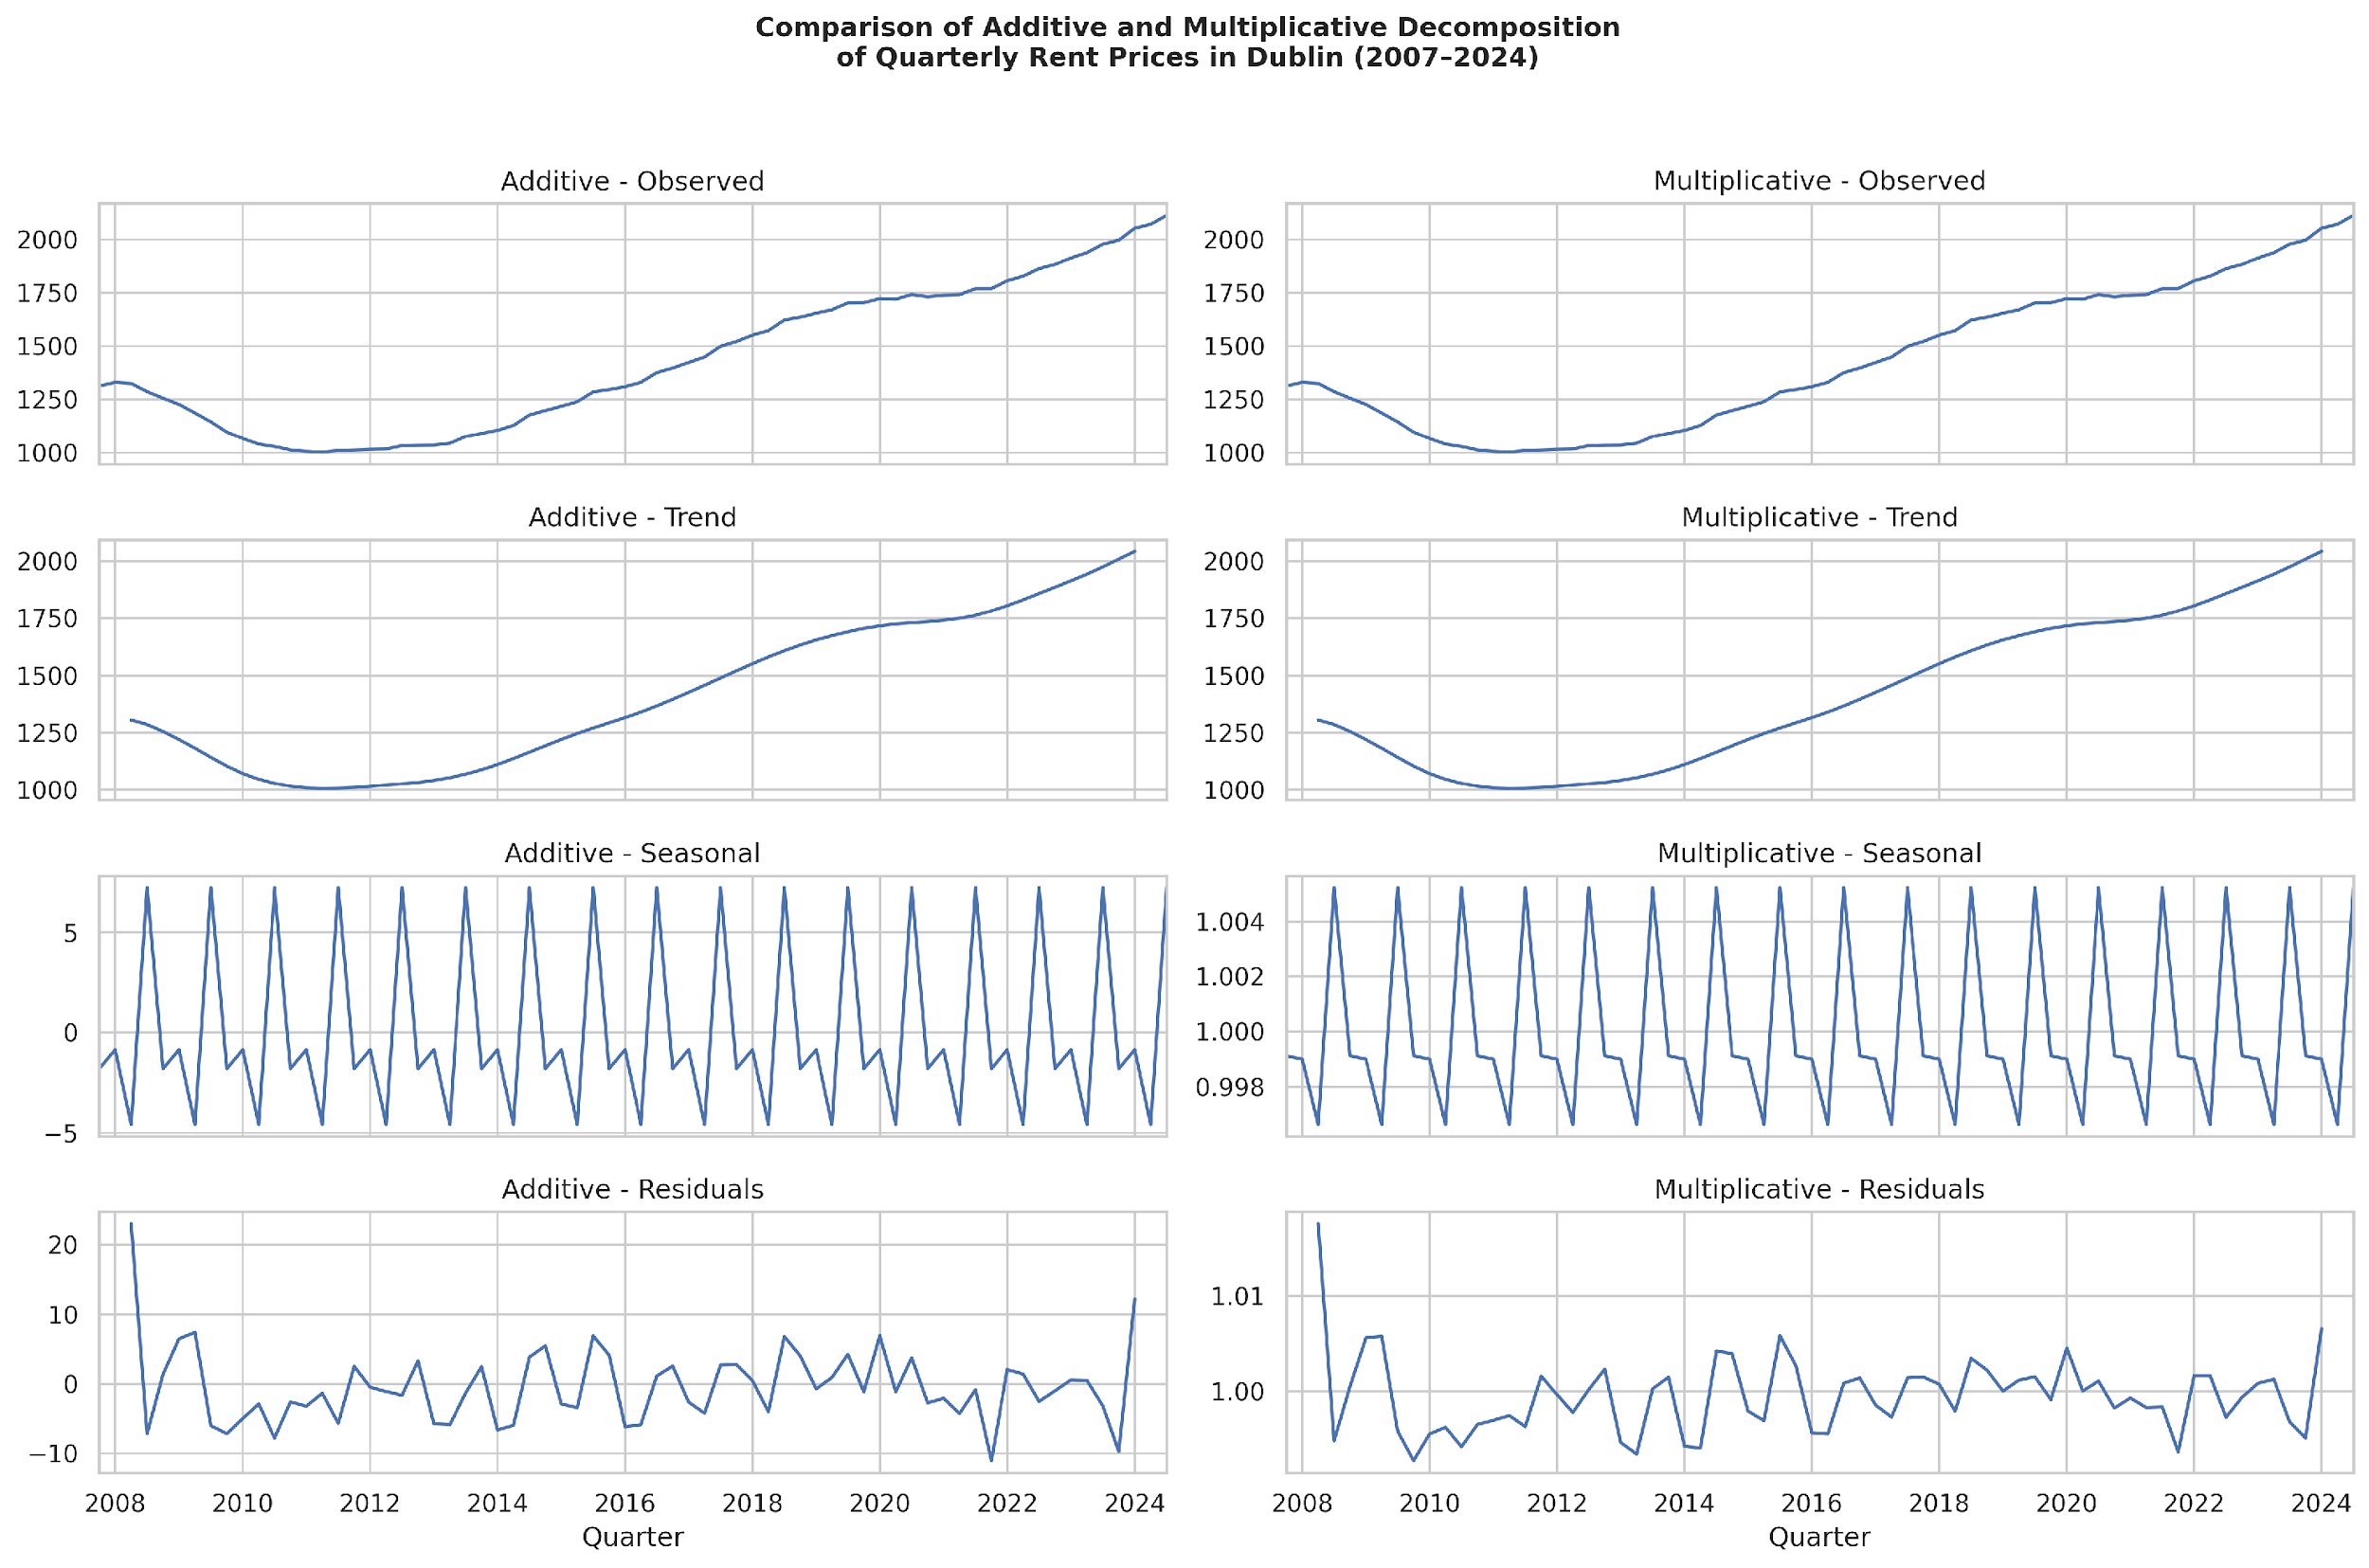 Comparison of Additive and Multiplicative Decomposition
of Quarterly Rent Prices in Dublin (2007–2024)
Additive - Observed
2000
1750
1500
1250
1000
Multiplicative - Observed
2000
1750
1500
1250
1000
Additive - Trend
2000
1750
1500
1250
1000
Multiplicative - Trend
2000
1750
1500
1250
1000
Additive - Seasonal
5
0
−5
Multiplicative - Seasonal
1.004
1.002
1.000
0.998
Additive - Residuals
20
10
0
−10
2008 2010 2012 2014 2016 2018 2020 2022 2024
Quarter
Multiplicative - Residuals
1.01
1.00
2008 2010 2012 2014 2016 2018 2020 2022 2024
Quarter